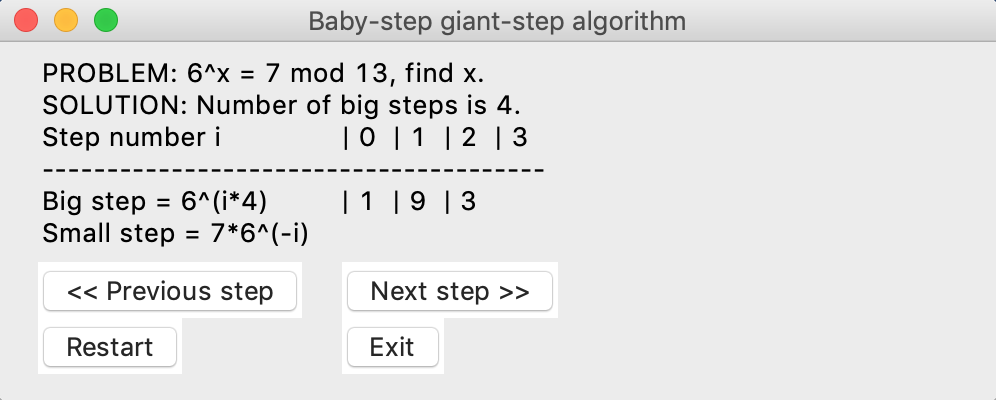 Baby-step giant-step algorithm
PROBLEM: 6^x = 7 mod 13, find x.
SOLUTION: Number of big steps is 4.
Step number i | 0 | 1 | 2 | 3
---------------------------------------
Big step = 6^(i*4) | 1 | 9 | 3
Small step = 7*6^(-i)
<< Previous step Next step >>
Restart Exit